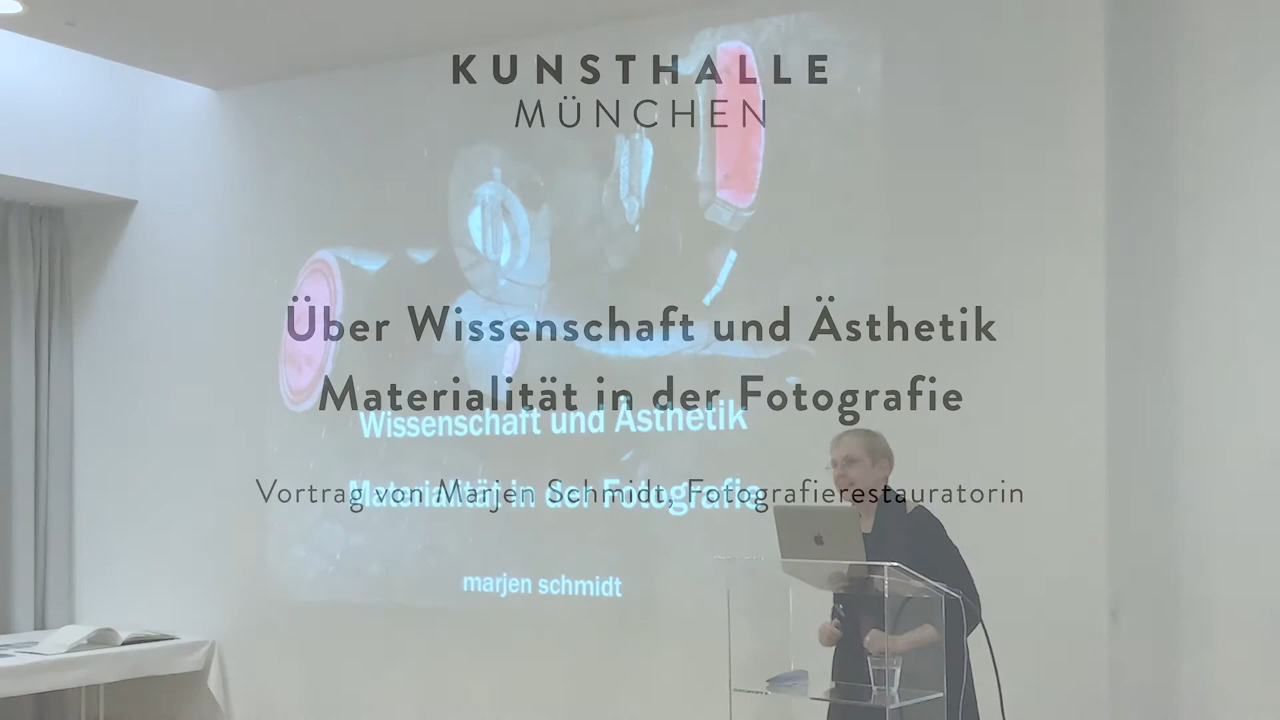 KUNSTHALLE
MÜNCHEN
Über Wissenschaft und Ästhetik
Materialität in der Fotografie
Wissenschaft und Ästhetik
Vortrag von Marjen Schmidt, Fotografierestauratorin
Materialität in der Fotografie
marjen schmidt